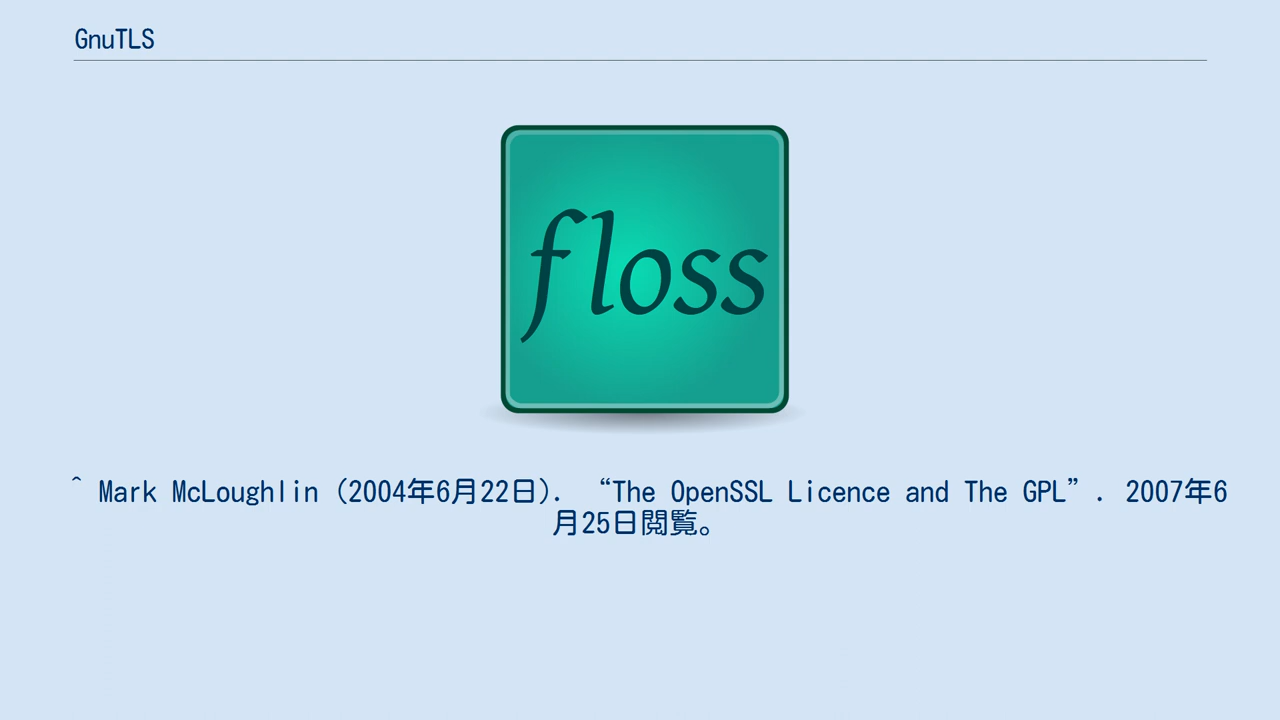 GnuTLS
floss
^ Mark McLoughlin (2004年6月22日). “The OpenSSL Licence and The GPL”. 2007年6
月25日閲覧。